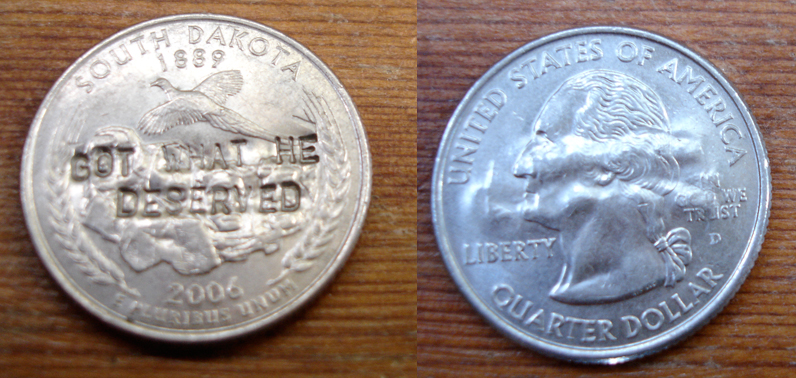 SOUTH DAKOTA
1889
GOT WHAT HE
DESERVED
2006
E PLURIBUS UNUM
UNITED STATES OF AMERICA
WE
TRUST
LIBERTY
D
QUARTER DOLLAR